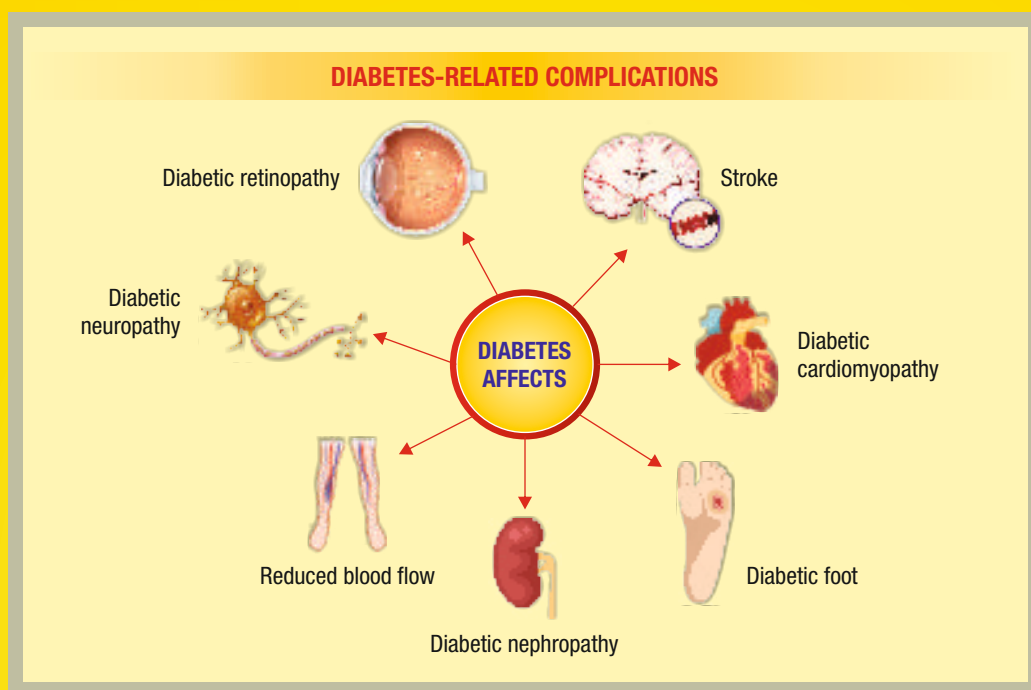 DIABETES-RELATED COMPLICATIONS
Diabetic retinopathy
Stroke
Diabetic
neuropathy
DIABETES
AFFECTS
Diabetic
cardiomyopathy
Reduced blood flow
Diabetic foot
Diabetic nephropathy